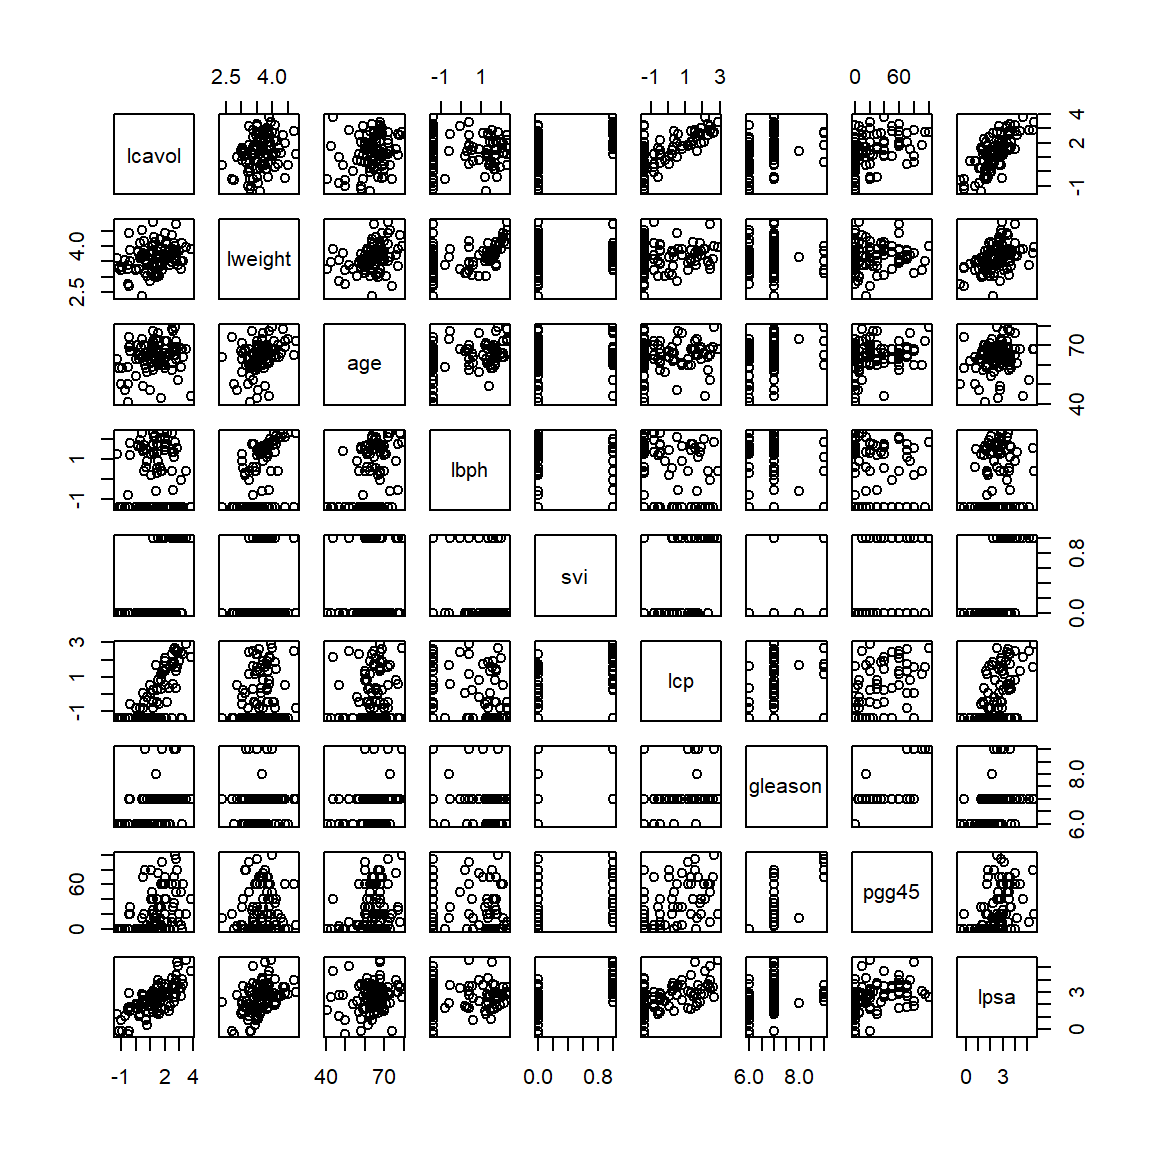 2.5 4.0 -1 1 -1 1 3 0 60
lcavol
-1 2 4
lweight
2.5 4.0
age
40 70
lbph
-1 1
svi
0.0 0.8
lcp
-1 1 3
gleason
6.0 8.0
pgg45
0 60
lpsa
0 3
-1 2 4 40 70 0.0 0.8 6.0 8.0 0 3